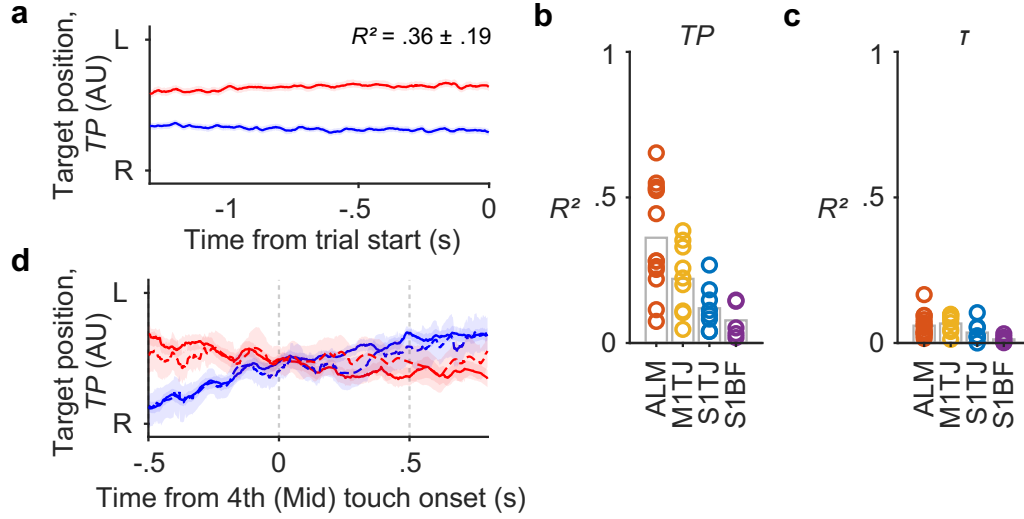 a
L
R² = .36 ± .19
Target position,
TP (AU)
R
-1
-.5
0
Time from trial start (s)
b
TP
1
R²
.5
0
ALM
M1TJ
S1TJ
S1BF
c
τ
1
R²
.5
0
ALM
M1TJ
S1TJ
S1BF
d
L
Target position,
TP (AU)
R
-.5
0
.5
Time from 4th (Mid) touch onset (s)